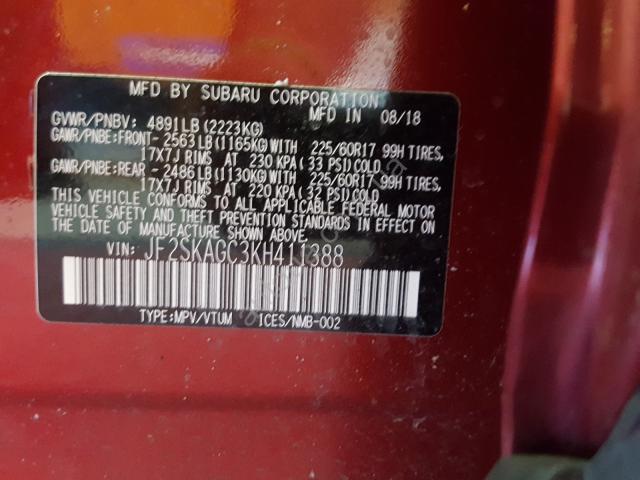 MFD BY SUBARU CORPORATION
MFD IN 08/18
GVWR/PNBV: 4891LB(2223KG)
GAWR/PNBE:FRONT- 2563LB(1165KG)WITH 225/60R17 99H TIRES,
17X7J RIMS AT 230 KPA(33 PSI)COLD
GAWR/PNBE:REAR - 2486LB(1130KG)WITH 225/60R17 99H TIRES,
17X7J RIMS AT 220 KPA(32 PSI)COLD
THIS VEHICLE CONFORMS TO ALL APPLICABLE FEDERAL MOTOR
VEHICLE SAFETY AND THEFT PREVENTION STANDARDS IN EFFECT ON
THE DATE OF MANUFACTURE SHOWN ABOVE.
VIN: JF2SKAGC3KH411388
TYPE:MPV/VTUM ICES/NMB-002